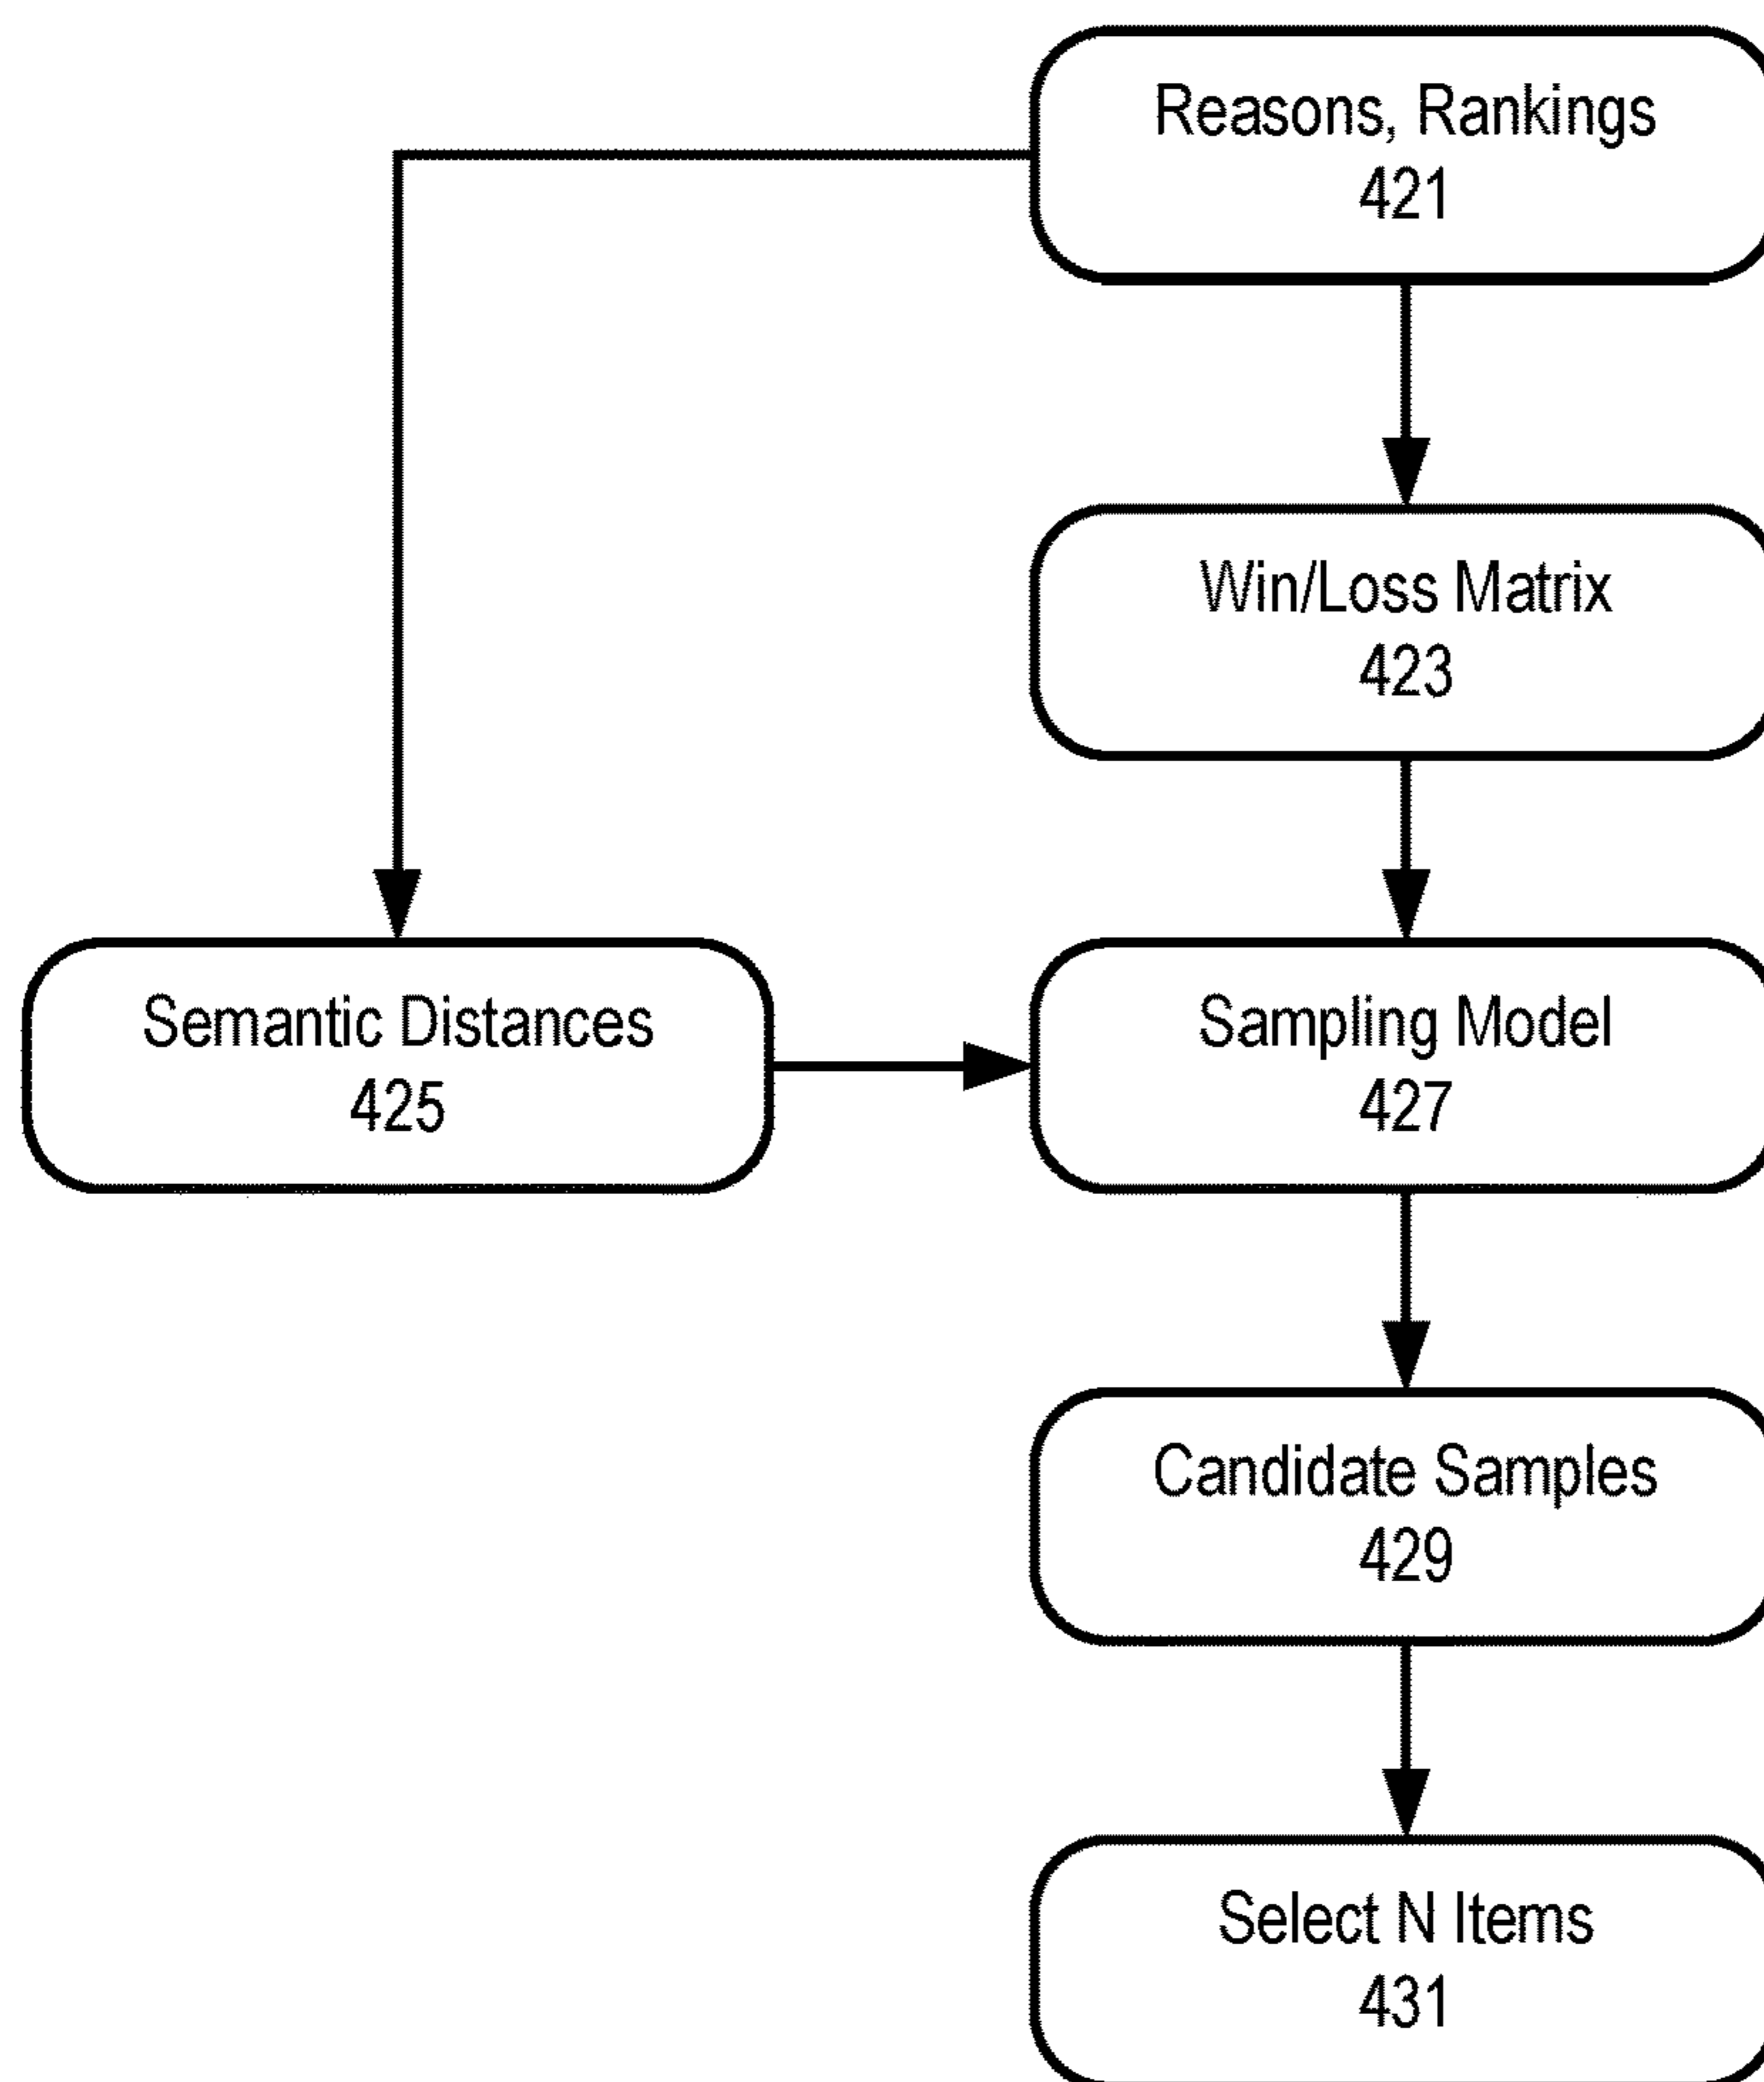 Reasons, Rankings
421
Win/Loss Matrix
423
Semantic Distances
425
Sampling Model
427
Candidate Samples
429
Select N Items
431